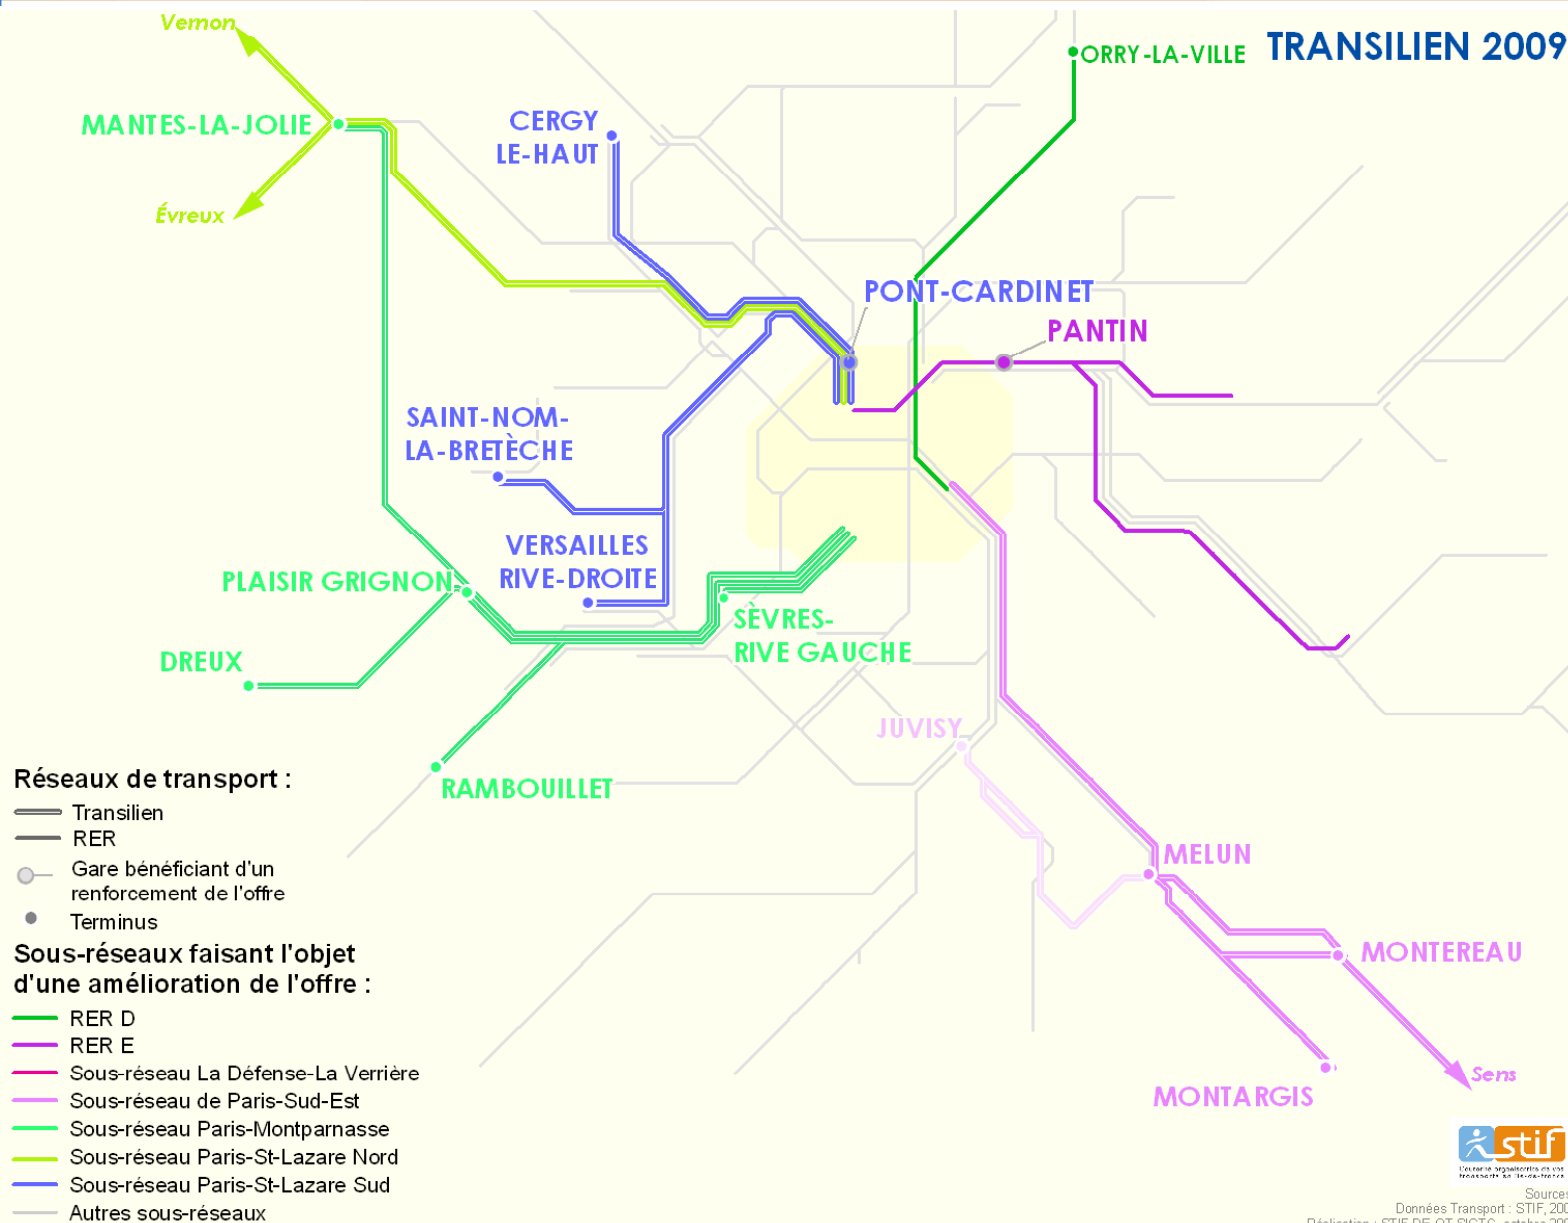 Vernon
TRANSILIEN 2009
ORRY-LA-VILLE
MANTES-LA-JOLIE
CERGY
LE-HAUT
Évreux
PONT-CARDINET
PANTIN
SAINT-NOM-
LA-BRETÈCHE
VERSAILLES
RIVE-DROITE
PLAISIR GRIGNON
SÈVRES-
RIVE GAUCHE
DREUX
JUVISY
RAMBOUILLET
MELUN
MONTEREAU
Sens
MONTARGIS
Réseaux de transport :
Transilien
RER
Gare bénéficiant d'un
renforcement de l'offre
Terminus
Sous-réseaux faisant l'objet
d'une amélioration de l'offre :
RER D
RER E
Sous-réseau La Défense-La Verrière
Sous-réseau de Paris-Sud-Est
Sous-réseau Paris-Montparnasse
Sous-réseau Paris-St-Lazare Nord
Sous-réseau Paris-St-Lazare Sud
Autres sous-réseaux
stif
Sources
Données Transport : STIF, 200